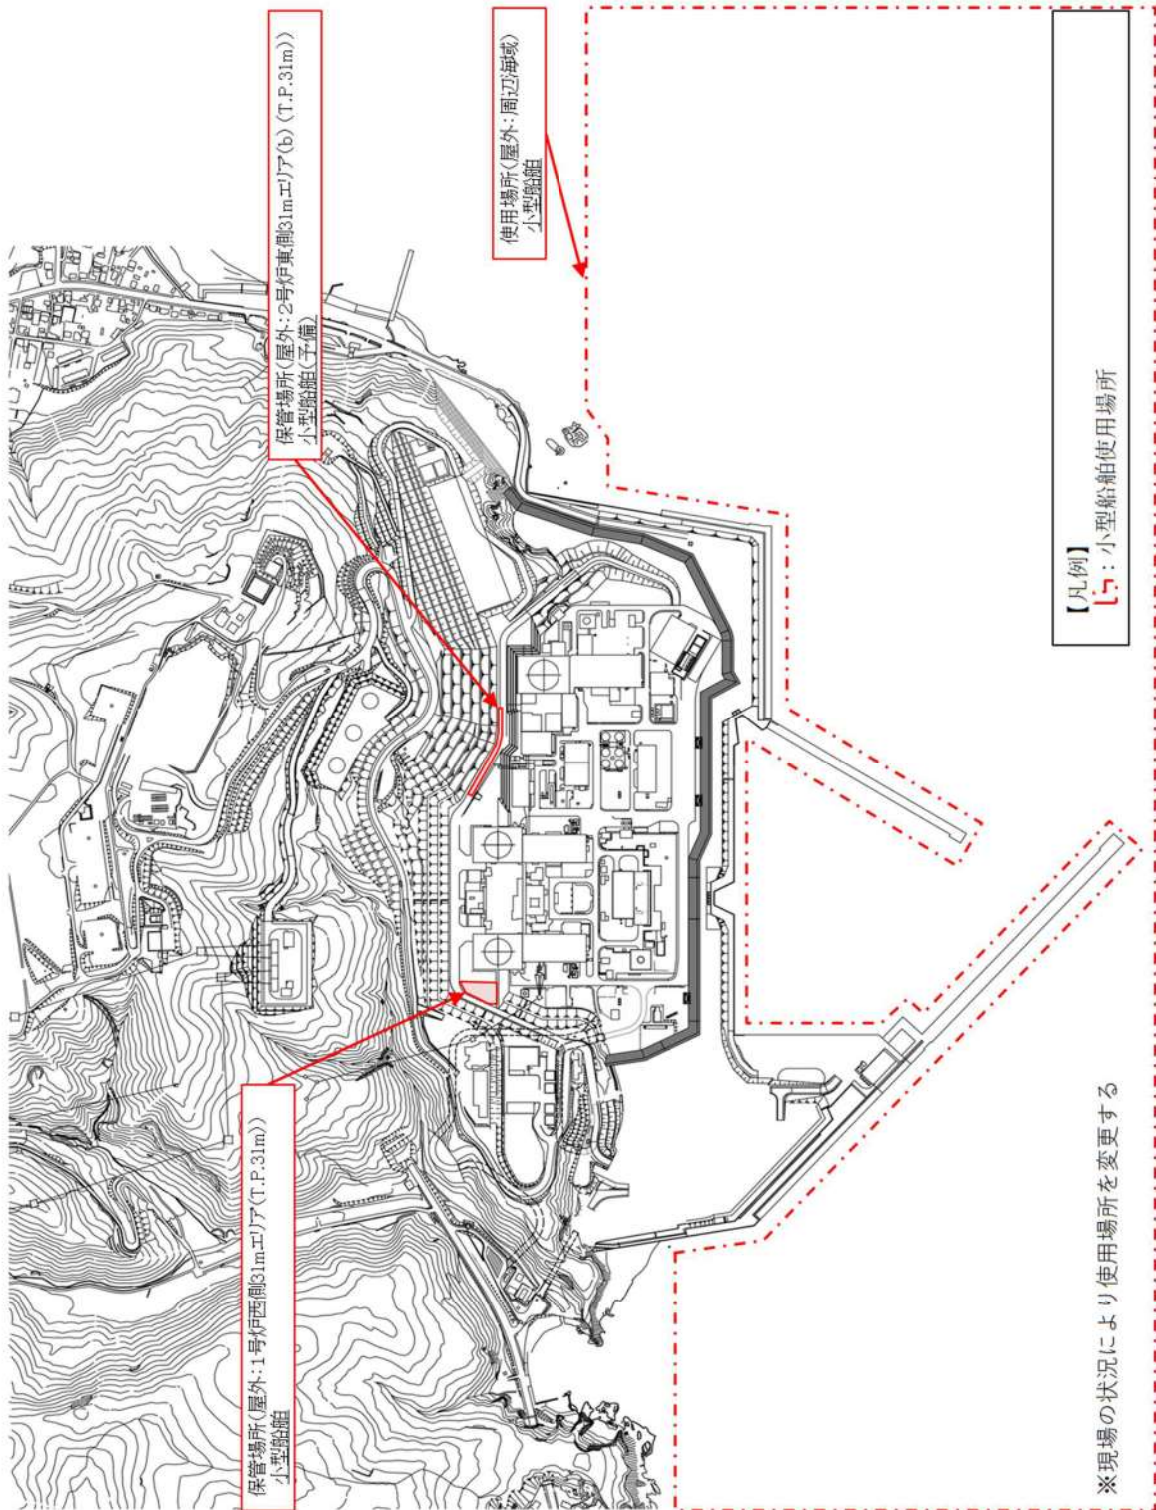 保管場所(屋外:1号炉西側31mエリア(T.P.31m))
小型船舶
保管場所(屋外:2号炉東側31mエリア(b)(T.P.31m))
小型船舶(予備)
使用場所(屋外:周辺海域)
小型船舶
【凡例】
:小型船舶使用場所
※現場の状況により使用場所を変更する